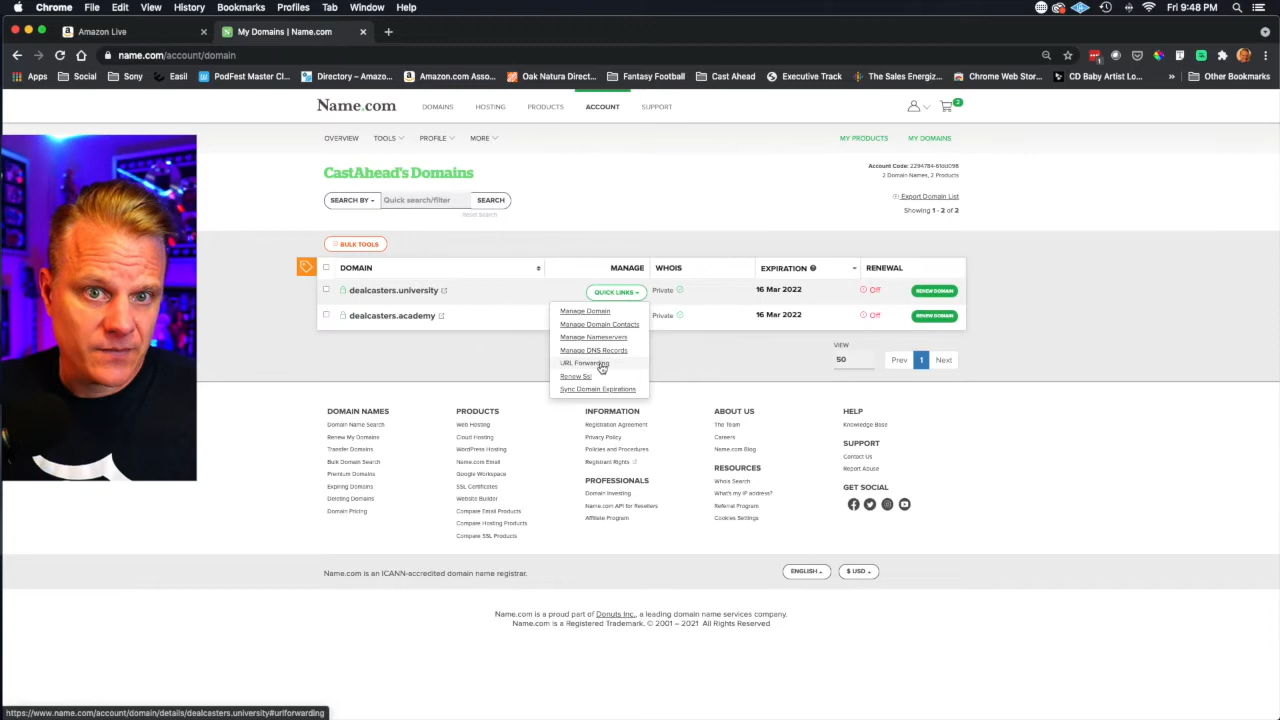 Chrome File Edit View History Bookmarks Profiles Tab Window Help
Fri 9:48 PM
Amazon Live
My Domains | Name.com
name.com/account/domain
Apps
Social
Sony
Easil
PodFest Master Cl...
Directory – Amazo...
Amazon.com Asso...
Oak Natura Direct...
Fantasy Football
Cast Ahead
Executive Track
The Sales Energiz...
Chrome Web Stor...
CD Baby Artist Lo...
»
Other Bookmarks
Name.com
DOMAINS
HOSTING
PRODUCTS
ACCOUNT
SUPPORT
2
OVERVIEW
TOOLS
PROFILE
MORE
MY PRODUCTS
MY DOMAINS
CastAhead's Domains
Account Code: 2294784-61dd098
2 Domain Names, 2 Products
SEARCH BY
Quick search/filter
SEARCH
Reset Search
Export Domain List
Showing 1 - 2 of 2
BULK TOOLS
DOMAIN
MANAGE
WHOIS
EXPIRATION
RENEWAL
dealcasters.university
QUICK LINKS
Private
16 Mar 2022
Off
RENEW DOMAIN
dealcasters.academy
Private
16 Mar 2022
Off
RENEW DOMAIN
Manage Domain
Manage Domain Contacts
Manage Nameservers
Manage DNS Records
URL Forwarding
Renew Ssl
Sync Domain Expirations
VIEW
50
Prev
1
Next
DOMAIN NAMES
Domain Name Search
Renew My Domains
Transfer Domains
Bulk Domain Search
Premium Domains
Expiring Domains
Deleting Domains
Domain Pricing
PRODUCTS
Web Hosting
Cloud Hosting
WordPress Hosting
Name.com Email
Google Workspace
SSL Certificates
Website Builder
Compare Email Products
Compare Hosting Products
Compare SSL Products
INFORMATION
Registration Agreement
Privacy Policy
Policies and Procedures
Registrant Rights
PROFESSIONALS
Domain Investing
Name.com API for Resellers
Affiliate Program
ABOUT US
The Team
Careers
Name.com Blog
RESOURCES
Whois Search
What's my IP address?
Referral Program
Cookies Settings
HELP
Knowledge Base
SUPPORT
Contact Us
Report Abuse
GET SOCIAL
Name.com is an ICANN-accredited domain name registrar.
ENGLISH
$ USD
Name.com is a proud part of Donuts Inc., a leading domain name services company.
Name.com is a Registered Trademark. © 2001 – 2021 All Rights Reserved
https://www.name.com/account/domain/details/dealcasters.university#urlforwarding